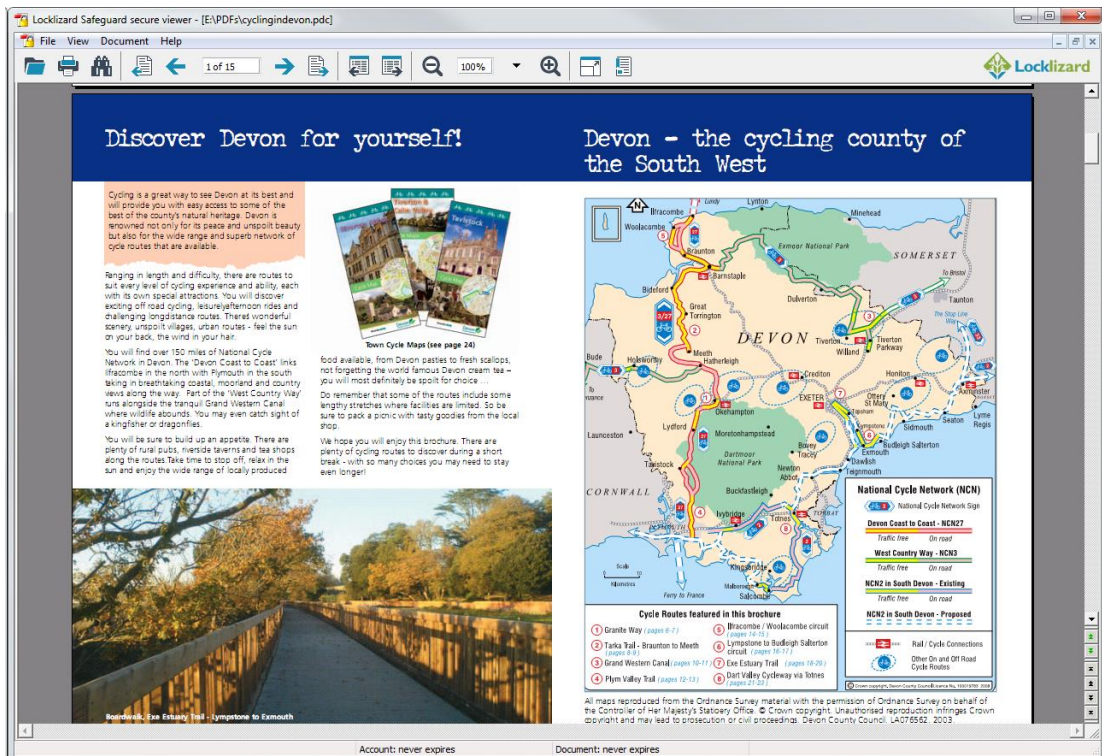 Locklizard Safeguard secure viewer - [E:\PDFs\cyclingindevon.pdc]
File View Document Help
1 of 15
100%
Locklizard
Discover Devon for yourself!
Cycling is a great way to see Devon at its best and
will provide you with easy access to some of the
best of the county's natural heritage. Devon is
renowned not only for its peace and unspoilt beauty
but also for the wide range and superb network of
cycle routes that are available.
Ranging in length and difficulty, there are routes to
suit every level of cycling experience and ability, each
with its own special attractions. You will discover
exciting off road cycling, leisurelyafternoon rides and
challenging longdistance routes. Theres wonderful
scenery, unspoilt villages, urban routes - feel the sun
on your back, the wind in your hair.
You will find over 150 miles of National Cycle
Network in Devon. The 'Devon Coast to Coast' links
Ilfracombe in the north with Plymouth in the south
taking in breathtaking coastal, moorland and country
views along the way. Part of the 'West Country Way'
runs alongside the tranquil Grand Western Canal
where wildlife abounds. You may even catch sight of
a kingfisher or dragonflies.
You will be sure to build up an appetite. There are
plenty of rural pubs, riverside taverns and tea shops
along the routes.Take time to stop off, relax in the
sun and enjoy the wide range of locally produced
Tiverton &
Culm Valley
Tavistock
Cycle Map
Town Cycle Maps (see page 24)
food available, from Devon pasties to fresh scallops,
not forgetting the world famous Devon cream tea –
you will most definitely be spoilt for choice ...
Do remember that some of the routes include some
lengthy stretches where facilities are limited. So be
sure to pack a picnic with tasty goodies from the local
shop.
We hope you will enjoy this brochure. There are
plenty of cycling routes to discover during a short
break - with so many choices you may need to stay
even longer!
Boardwalk, Exe Estuary Trail - Lympstone to Exmouth
Devon - the cycling county of
the South West
N
Lundy
Ilfracombe
Lynton
Minehead
Woolacombe
Exmoor National Park
Braunton
SOMERSET
Barnstaple
To Bristol
Bideford
Dulverton
Taunton
Great
Torrington
The Stop Line
Way
3/27
DEVON
Tiverton
Willand
Tiverton
Parkway
Meeth
Hatherleigh
Bude
Holsworthy
To
Penzance
Crediton
Honiton
Axminster
EXETER
Ottery
St Mary
Okehampton
Topsham
Lyme
Regis
Seaton
Sidmouth
Lydford
Lympstone
Launceston
Moretonhampstead
Budleigh Salterton
Exmouth
Bovey
Tracey
Dawlish
Teignmouth
Tavistock
Dartmoor
National Park
Newton
Abbot
CORNWALL
Buckfastleigh
Ivybridge
Totnes
TORBAY
PLYMOUTH
Kingsbridge
Malborough
Salcombe
Scale
0 10
Kilometres
Ferry to France
National Cycle Network (NCN)
National Cycle Network Sign
Devon Coast to Coast - NCN27
Traffic free On road
West Country Way - NCN3
Traffic free On road
NCN2 in South Devon - Existing
Traffic free On road
NCN2 in South Devon - Proposed
Rail / Cycle Connections
Other On and Off Road
Cycle Routes
Cycle Routes featured in this brochure
1 Granite Way (pages 6-7)
2 Tarka Trail - Braunton to Meeth
(pages 8-9)
3 Grand Western Canal (pages 10-11)
4 Plym Valley Trail (pages 12-13)
5 Ilfracombe / Woolacombe circuit
(pages 14-15)
6 Lympstone to Budleigh Salterton
circuit (pages 16-17)
7 Exe Estuary Trail (pages 18-20)
8 Dart Valley Cycleway via Totnes
(pages 21-23)
All maps reproduced from the Ordnance Survey material with the permission of Ordnance Survey on behalf of
the Controller of Her Majesty's Stationery Office. © Crown copyright. Unauthorised reproduction infringes Crown
copyright and may lead to prosecution or civil proceedings. Devon County Council. LA076562. 2003.
Account: never expires
Document: never expires